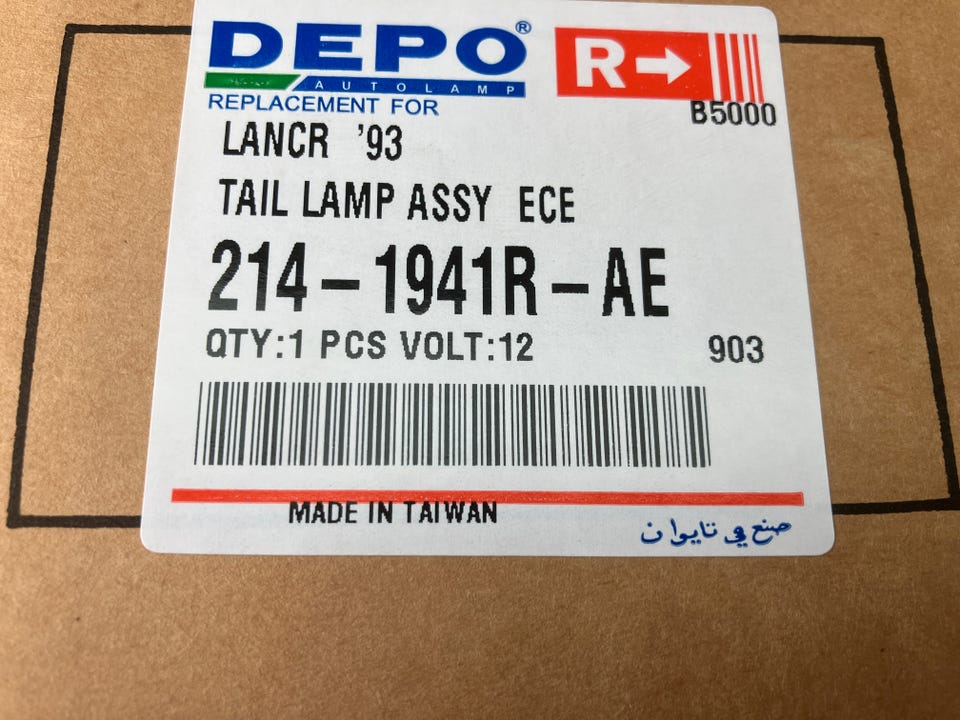 DEPO®
AUTOLAMP
REPLACEMENT FOR
R→
B5000
LANCR '93
TAIL LAMP ASSY ECE
214-1941R-AE
QTY:1 PCS VOLT:12
903
MADE IN TAIWAN
صنع في تايوان